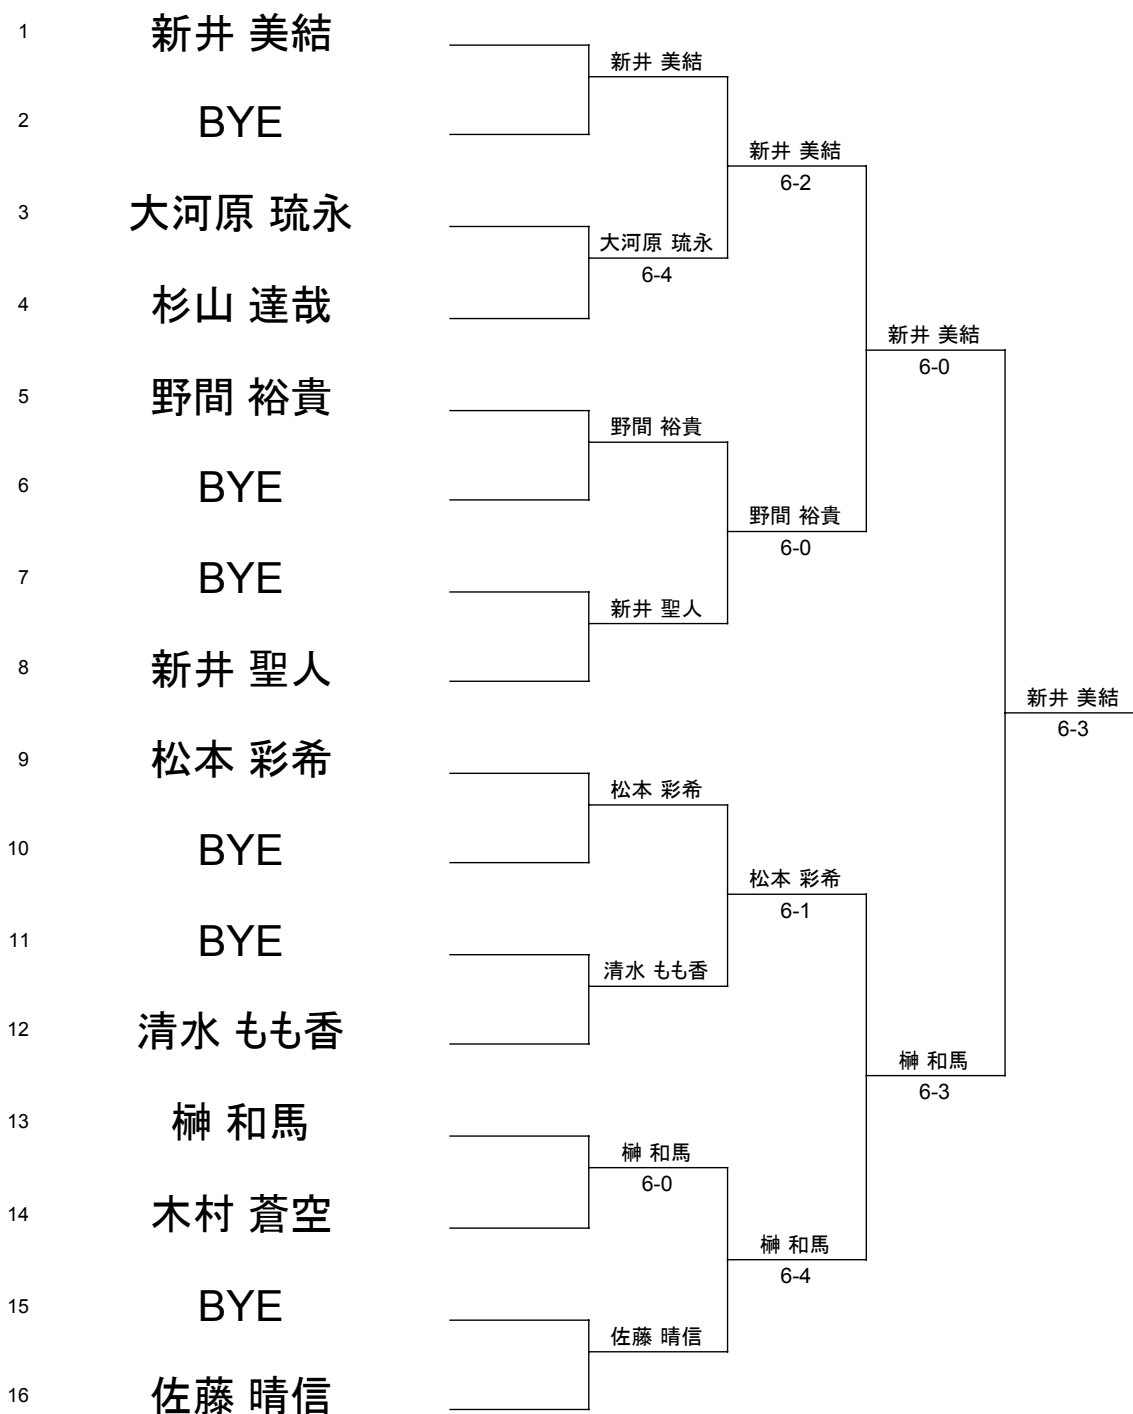 1 新井 美結
新井 美結
2 BYE
新井 美結
6-2
3 大河原 琉永
大河原 琉永
6-4
4 杉山 達哉
新井 美結
6-0
5 野間 裕貴
野間 裕貴
6 BYE
野間 裕貴
6-0
7 BYE
新井 聖人
8 新井 聖人
新井 美結
6-3
9 松本 彩希
松本 彩希
10 BYE
松本 彩希
6-1
11 BYE
清水 もも香
12 清水 もも香
榊 和馬
6-3
13 榊 和馬
榊 和馬
6-0
14 木村 蒼空
榊 和馬
6-4
15 BYE
佐藤 晴信
16 佐藤 晴信